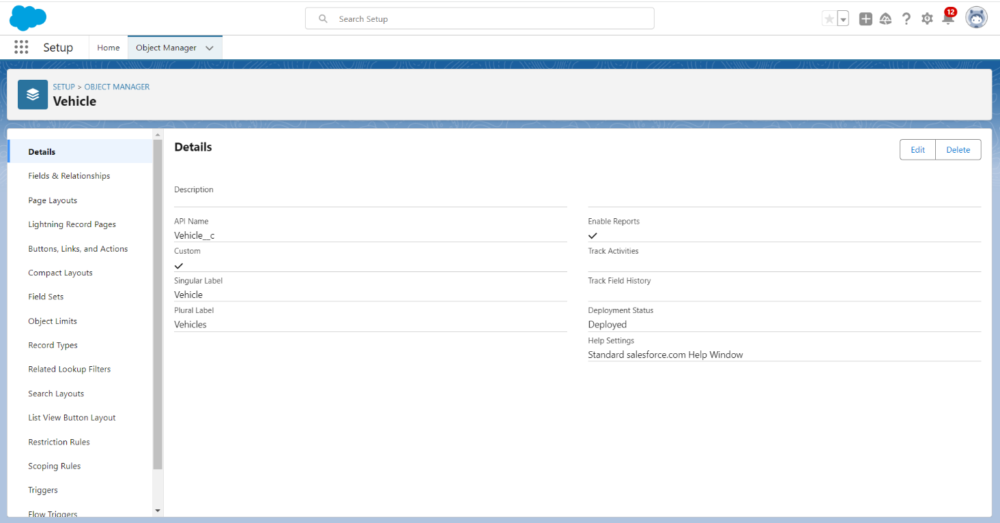 Search Setup
12
Setup
Home
Object Manager
SETUP > OBJECT MANAGER
Vehicle
Details
Fields & Relationships
Page Layouts
Lightning Record Pages
Buttons, Links, and Actions
Compact Layouts
Field Sets
Object Limits
Record Types
Related Lookup Filters
Search Layouts
List View Button Layout
Restriction Rules
Scoping Rules
Triggers
Flow Triggers
Details
Edit
Delete
Description
API Name
Vehicle__c
Custom
Singular Label
Vehicle
Plural Label
Vehicles
Enable Reports
Track Activities
Track Field History
Deployment Status
Deployed
Help Settings
Standard salesforce.com Help Window